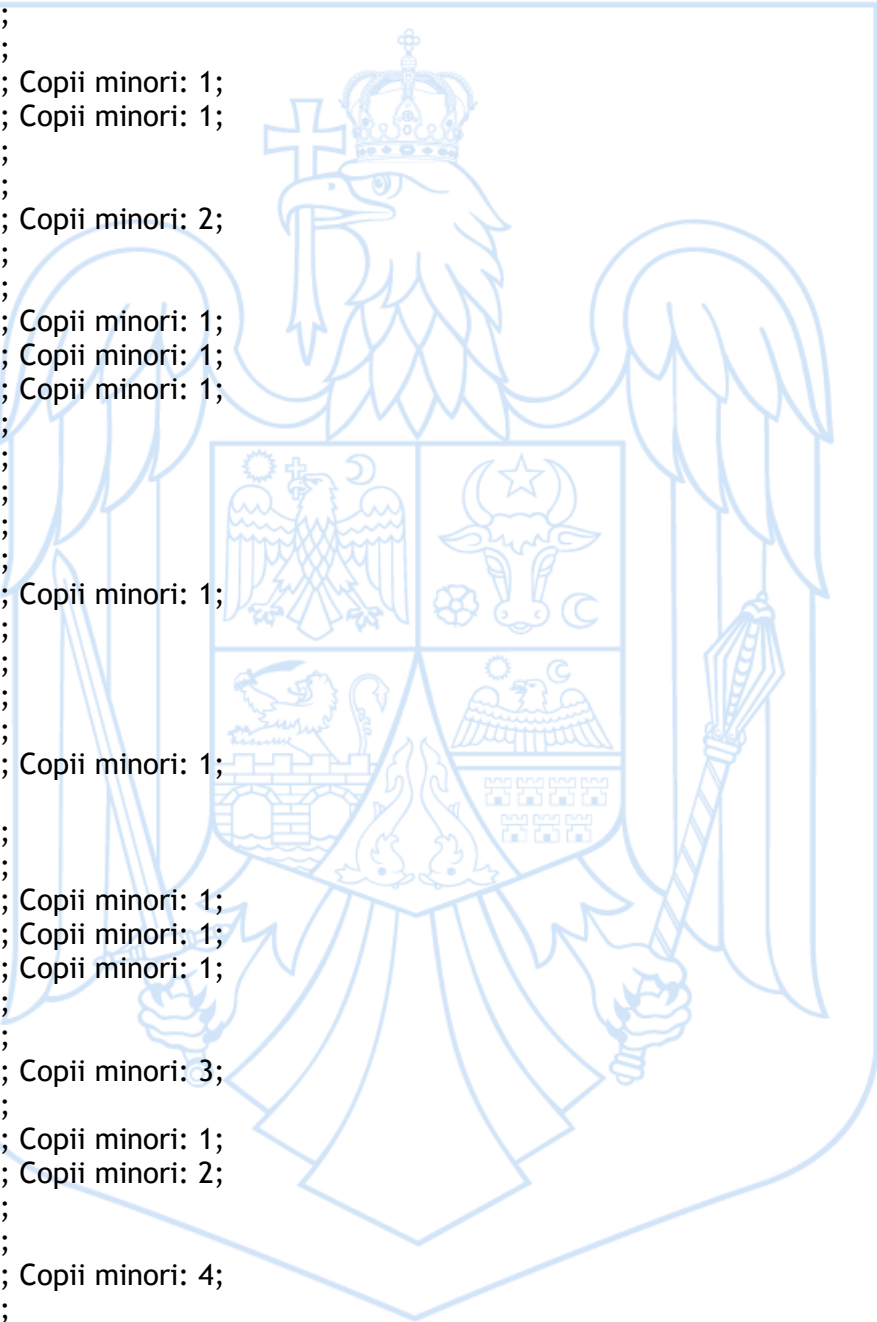 ;
;
; Copii minori: 1;
; Copii minori: 1;
;
;
; Copii minori: 2;
;
;
; Copii minori: 1;
; Copii minori: 1;
; Copii minori: 1;
;
;
;
;
;
; Copii minori: 1;
;
;
;
;
; Copii minori: 1;
;
;
; Copii minori: 1;
; Copii minori: 1;
; Copii minori: 1;
;
;
; Copii minori: 3;
;
; Copii minori: 1;
; Copii minori: 2;
;
;
; Copii minori: 4;
;